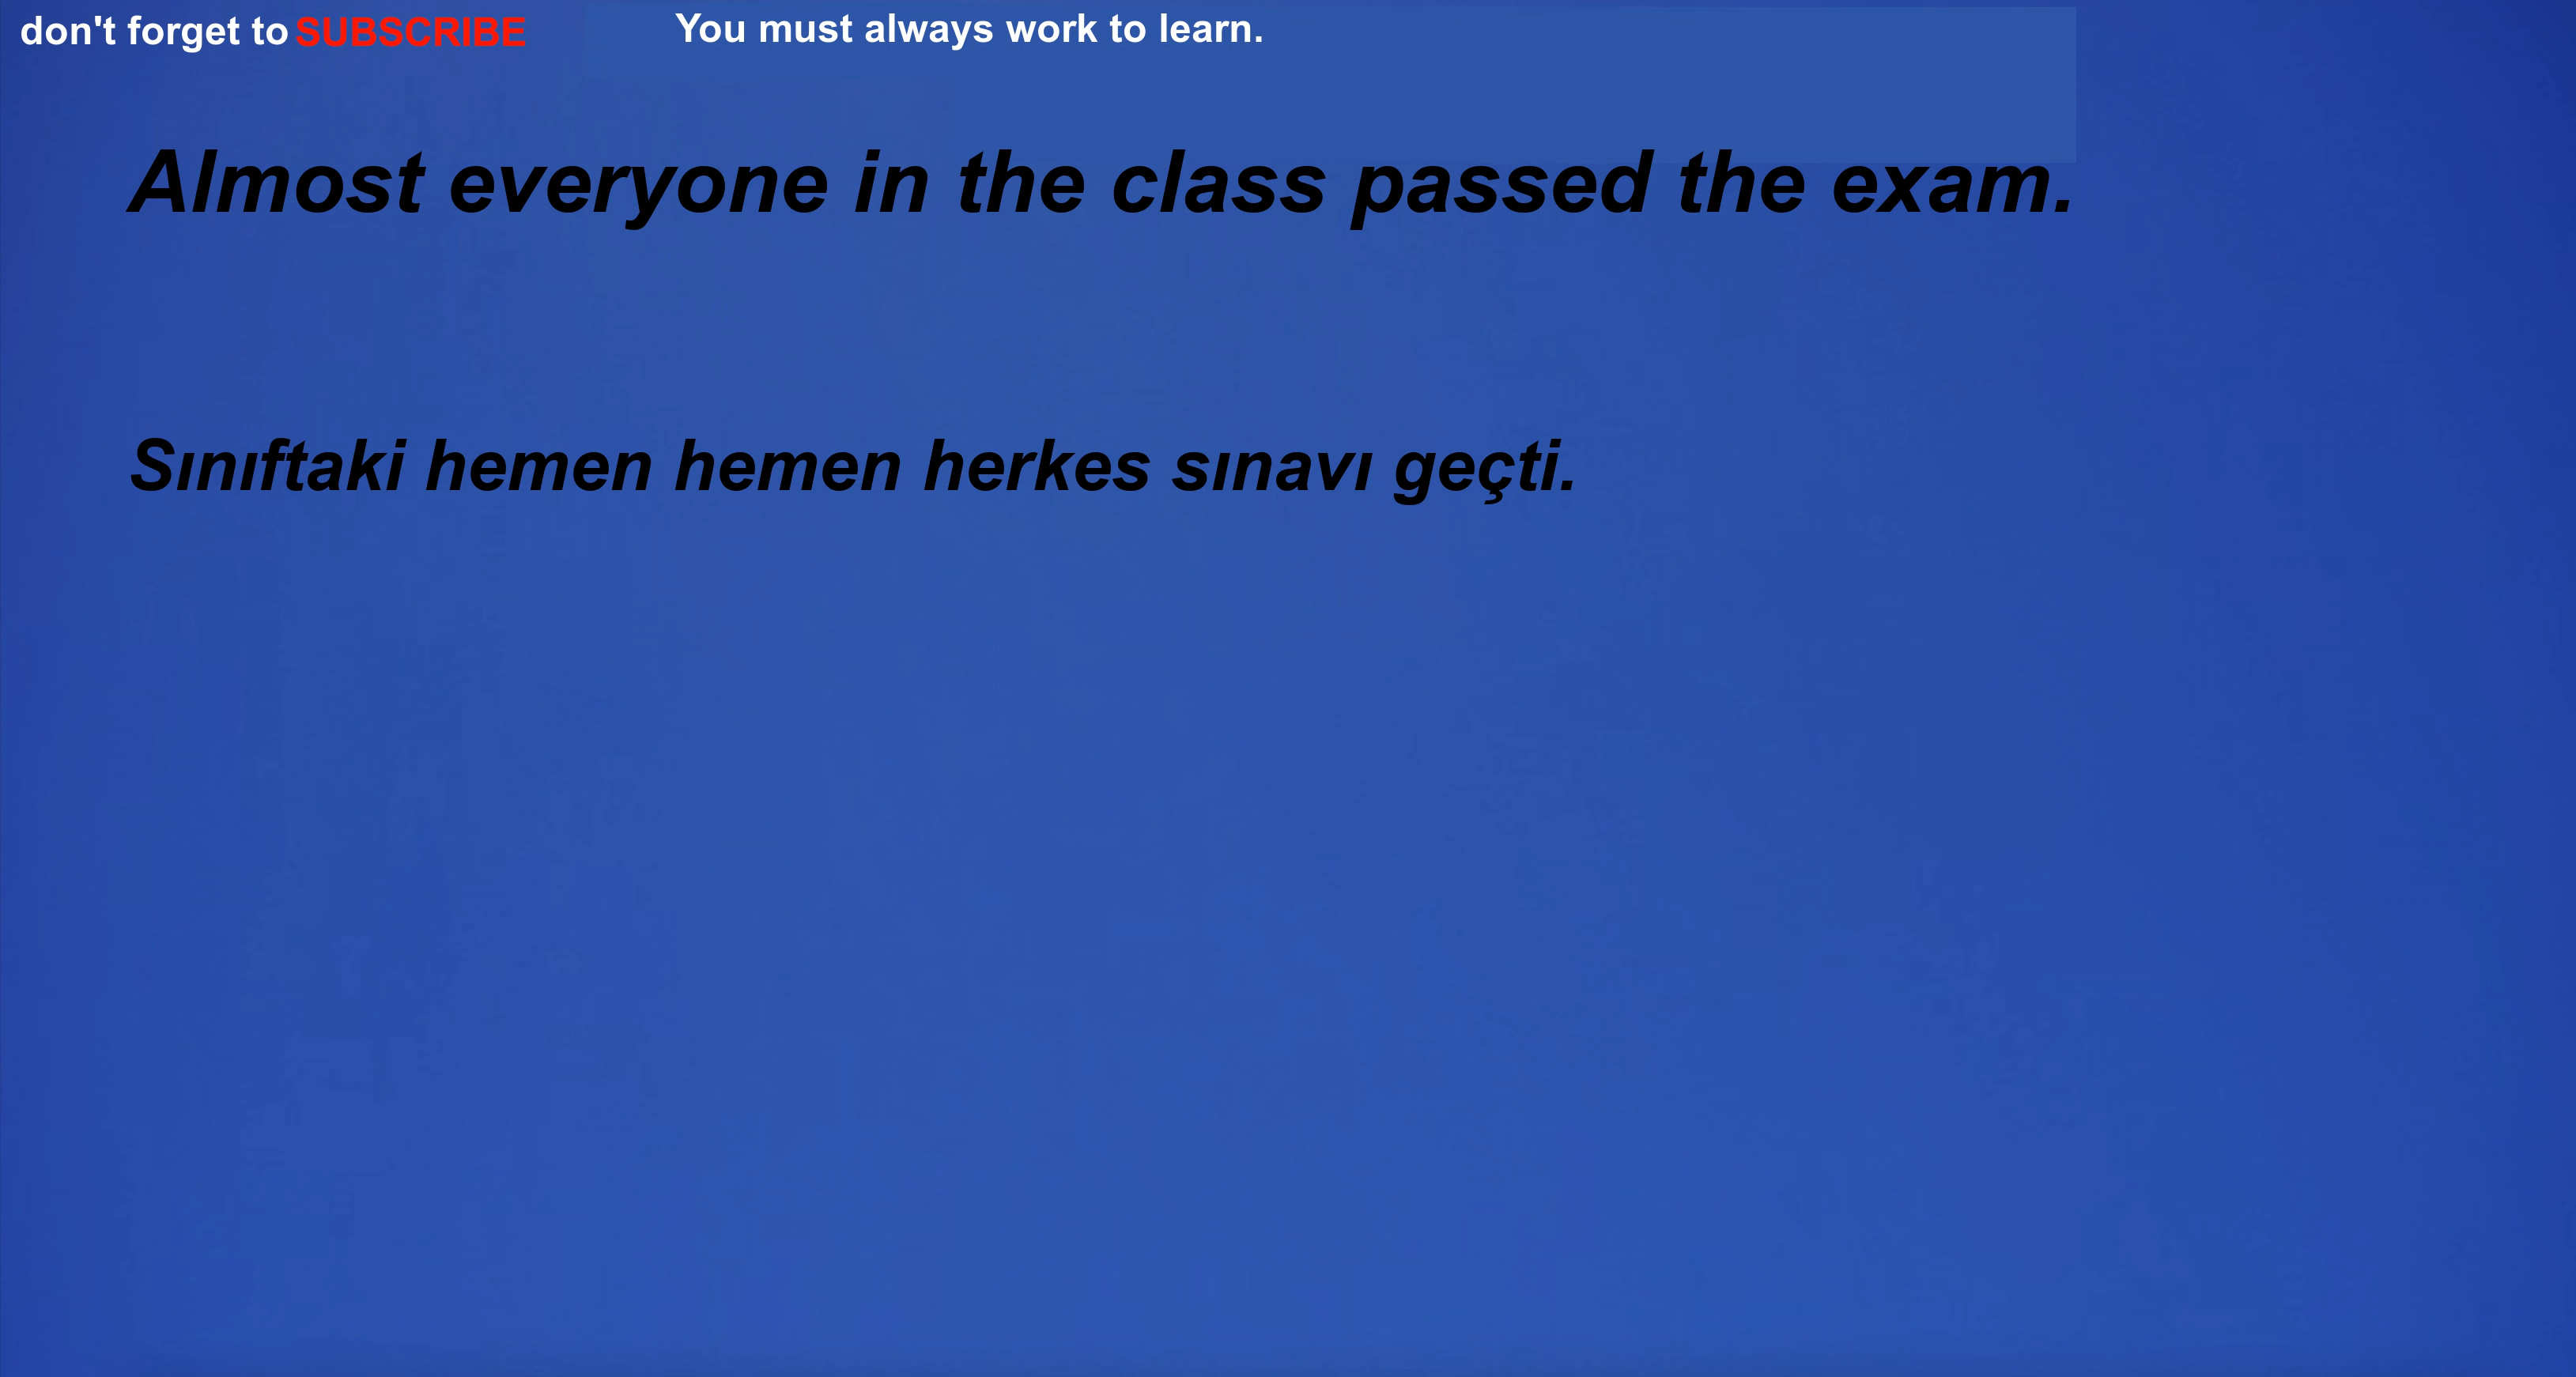 don't forget to SUBSCRIBE
You must always work to learn.
Almost everyone in the class passed the exam.
Sınıftaki hemen hemen herkes sınavı geçti.